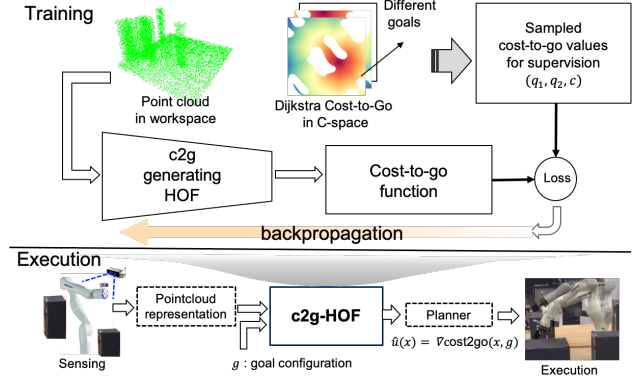 Training
Different
goals
Point cloud
in workspace
Dijkstra Cost-to-Go
in C-space
Sampled
cost-to-go values
for supervision
(q₁, q₂, c)
c2g
generating
HOF
Cost-to-go
function
Loss
backpropagation
Execution
Sensing
Pointcloud
representation
c2g-HOF
g : goal configuration
Planner
û(x) = ∇cost2go(x, g)
Execution